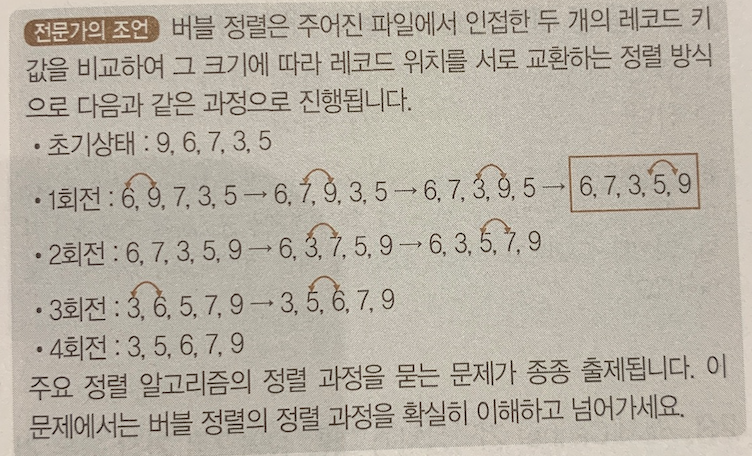 전문가의 조언 버블 정렬은 주어진 파일에서 인접한 두 개의 레코드 키
값을 비교하여 그 크기에 따라 레코드 위치를 서로 교환하는 정렬 방식
으로 다음과 같은 과정으로 진행됩니다.
• 초기상태 : 9, 6, 7, 3, 5
• 1회전 : 6, 9, 7, 3, 5 → 6, 7, 9, 3, 5 → 6, 7, 3, 9, 5 → 6, 7, 3, 5, 9
• 2회전 : 6, 7, 3, 5, 9 → 6, 3, 7, 5, 9 → 6, 3, 5, 7, 9
• 3회전 : 3, 6, 5, 7, 9 → 3, 5, 6, 7, 9
• 4회전 : 3, 5, 6, 7, 9
주요 정렬 알고리즘의 정렬 과정을 묻는 문제가 종종 출제됩니다. 이
문제에서는 버블 정렬의 정렬 과정을 확실히 이해하고 넘어가세요.